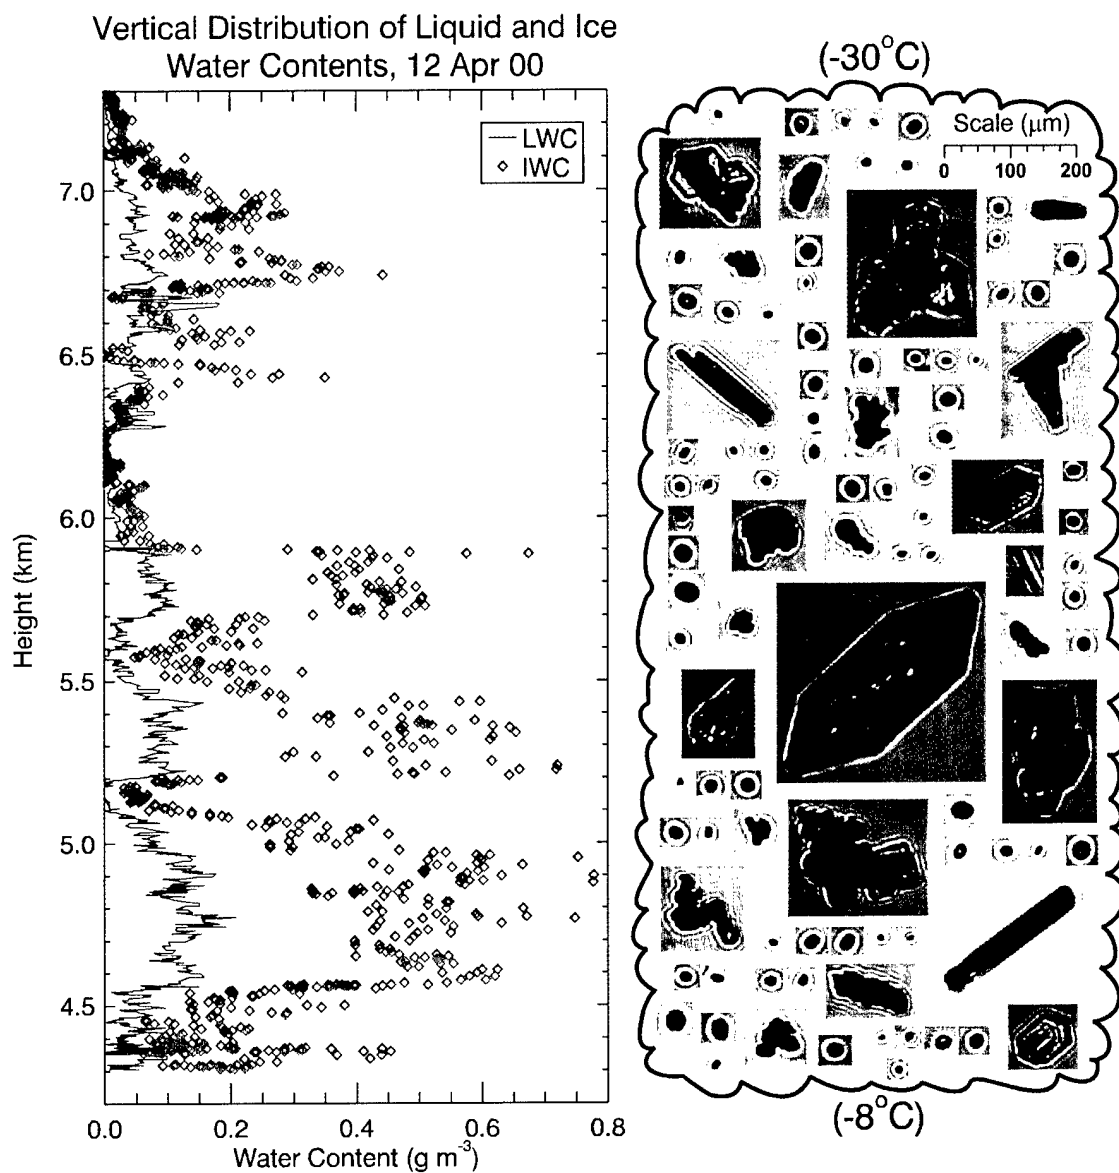 Vertical Distribution of Liquid and Ice
Water Contents, 12 Apr 00
(-30°C)
LWC
IWC
Scale (μm)
0 100 200
7.0
6.5
6.0
5.5
5.0
4.5
Height (km)
0.0 0.2 0.4 0.6 0.8
Water Content (g m⁻³)
(-8°C)